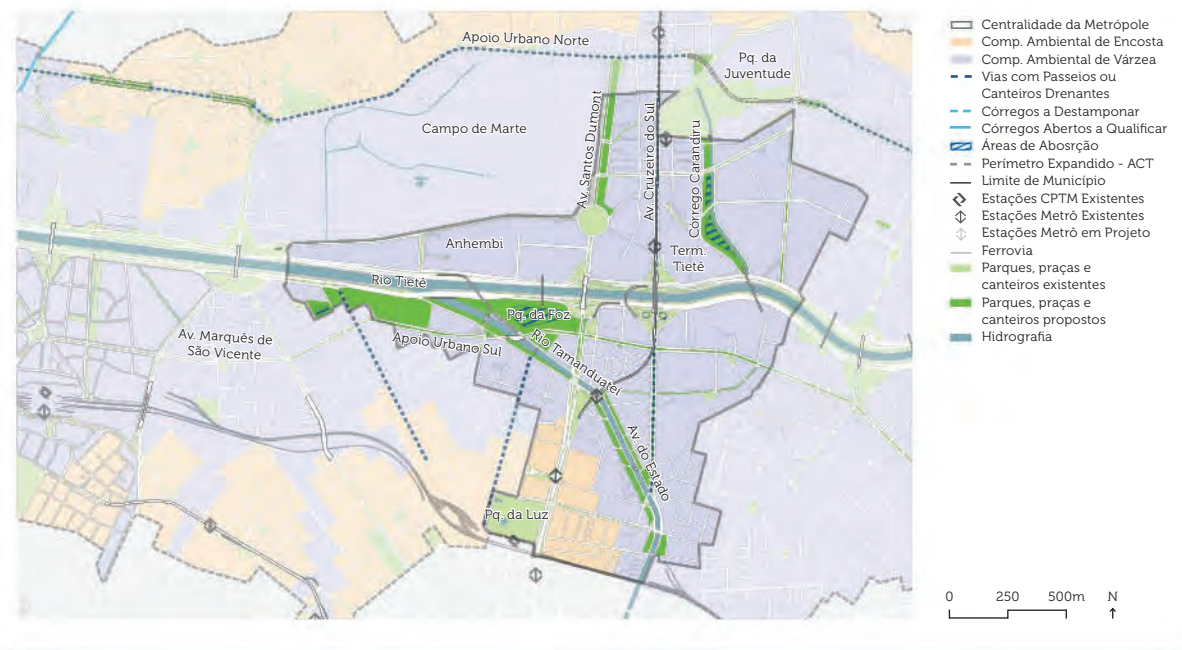 Apoio Urbano Norte
Pq. da
Juventude
Campo de Marte
Av. Santos Dumont
Av. Cruzeiro do Sul
Córrego Carandiru
Anhembi
Term.
Tietê
Rio Tietê
Pq. da Foz
Av. Marquês de
São Vicente
Apoio Urbano Sul
Rio Tamanduateí
Av. do Estado
Pq. da Luz
Centralidade da Metrópole
Comp. Ambiental de Encosta
Comp. Ambiental de Várzea
Vias com Passeios ou
Canteiros Drenantes
Córregos a Destamponar
Córregos Abertos a Qualificar
Áreas de Abosrção
Perímetro Expandido - ACT
Limite de Município
Estações CPTM Existentes
Estações Metrô Existentes
Estações Metrô em Projeto
Ferrovia
Parques, praças e
canteiros existentes
Parques, praças e
canteiros propostos
Hidrografia
0 250 500m N